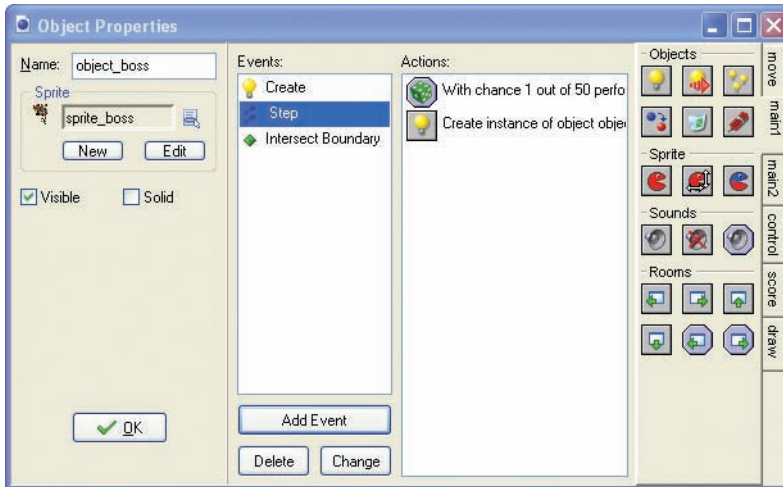 Object Properties
Name: object_boss
Sprite
sprite_boss
New Edit
Visible Solid
OK
Events:
Create
Step
Intersect Boundary
Add Event
Delete Change
Actions:
With chance 1 out of 50 perfo
Create instance of object obje
Objects
Sprite
Sounds
Rooms
move
main1
main2
control
score
draw